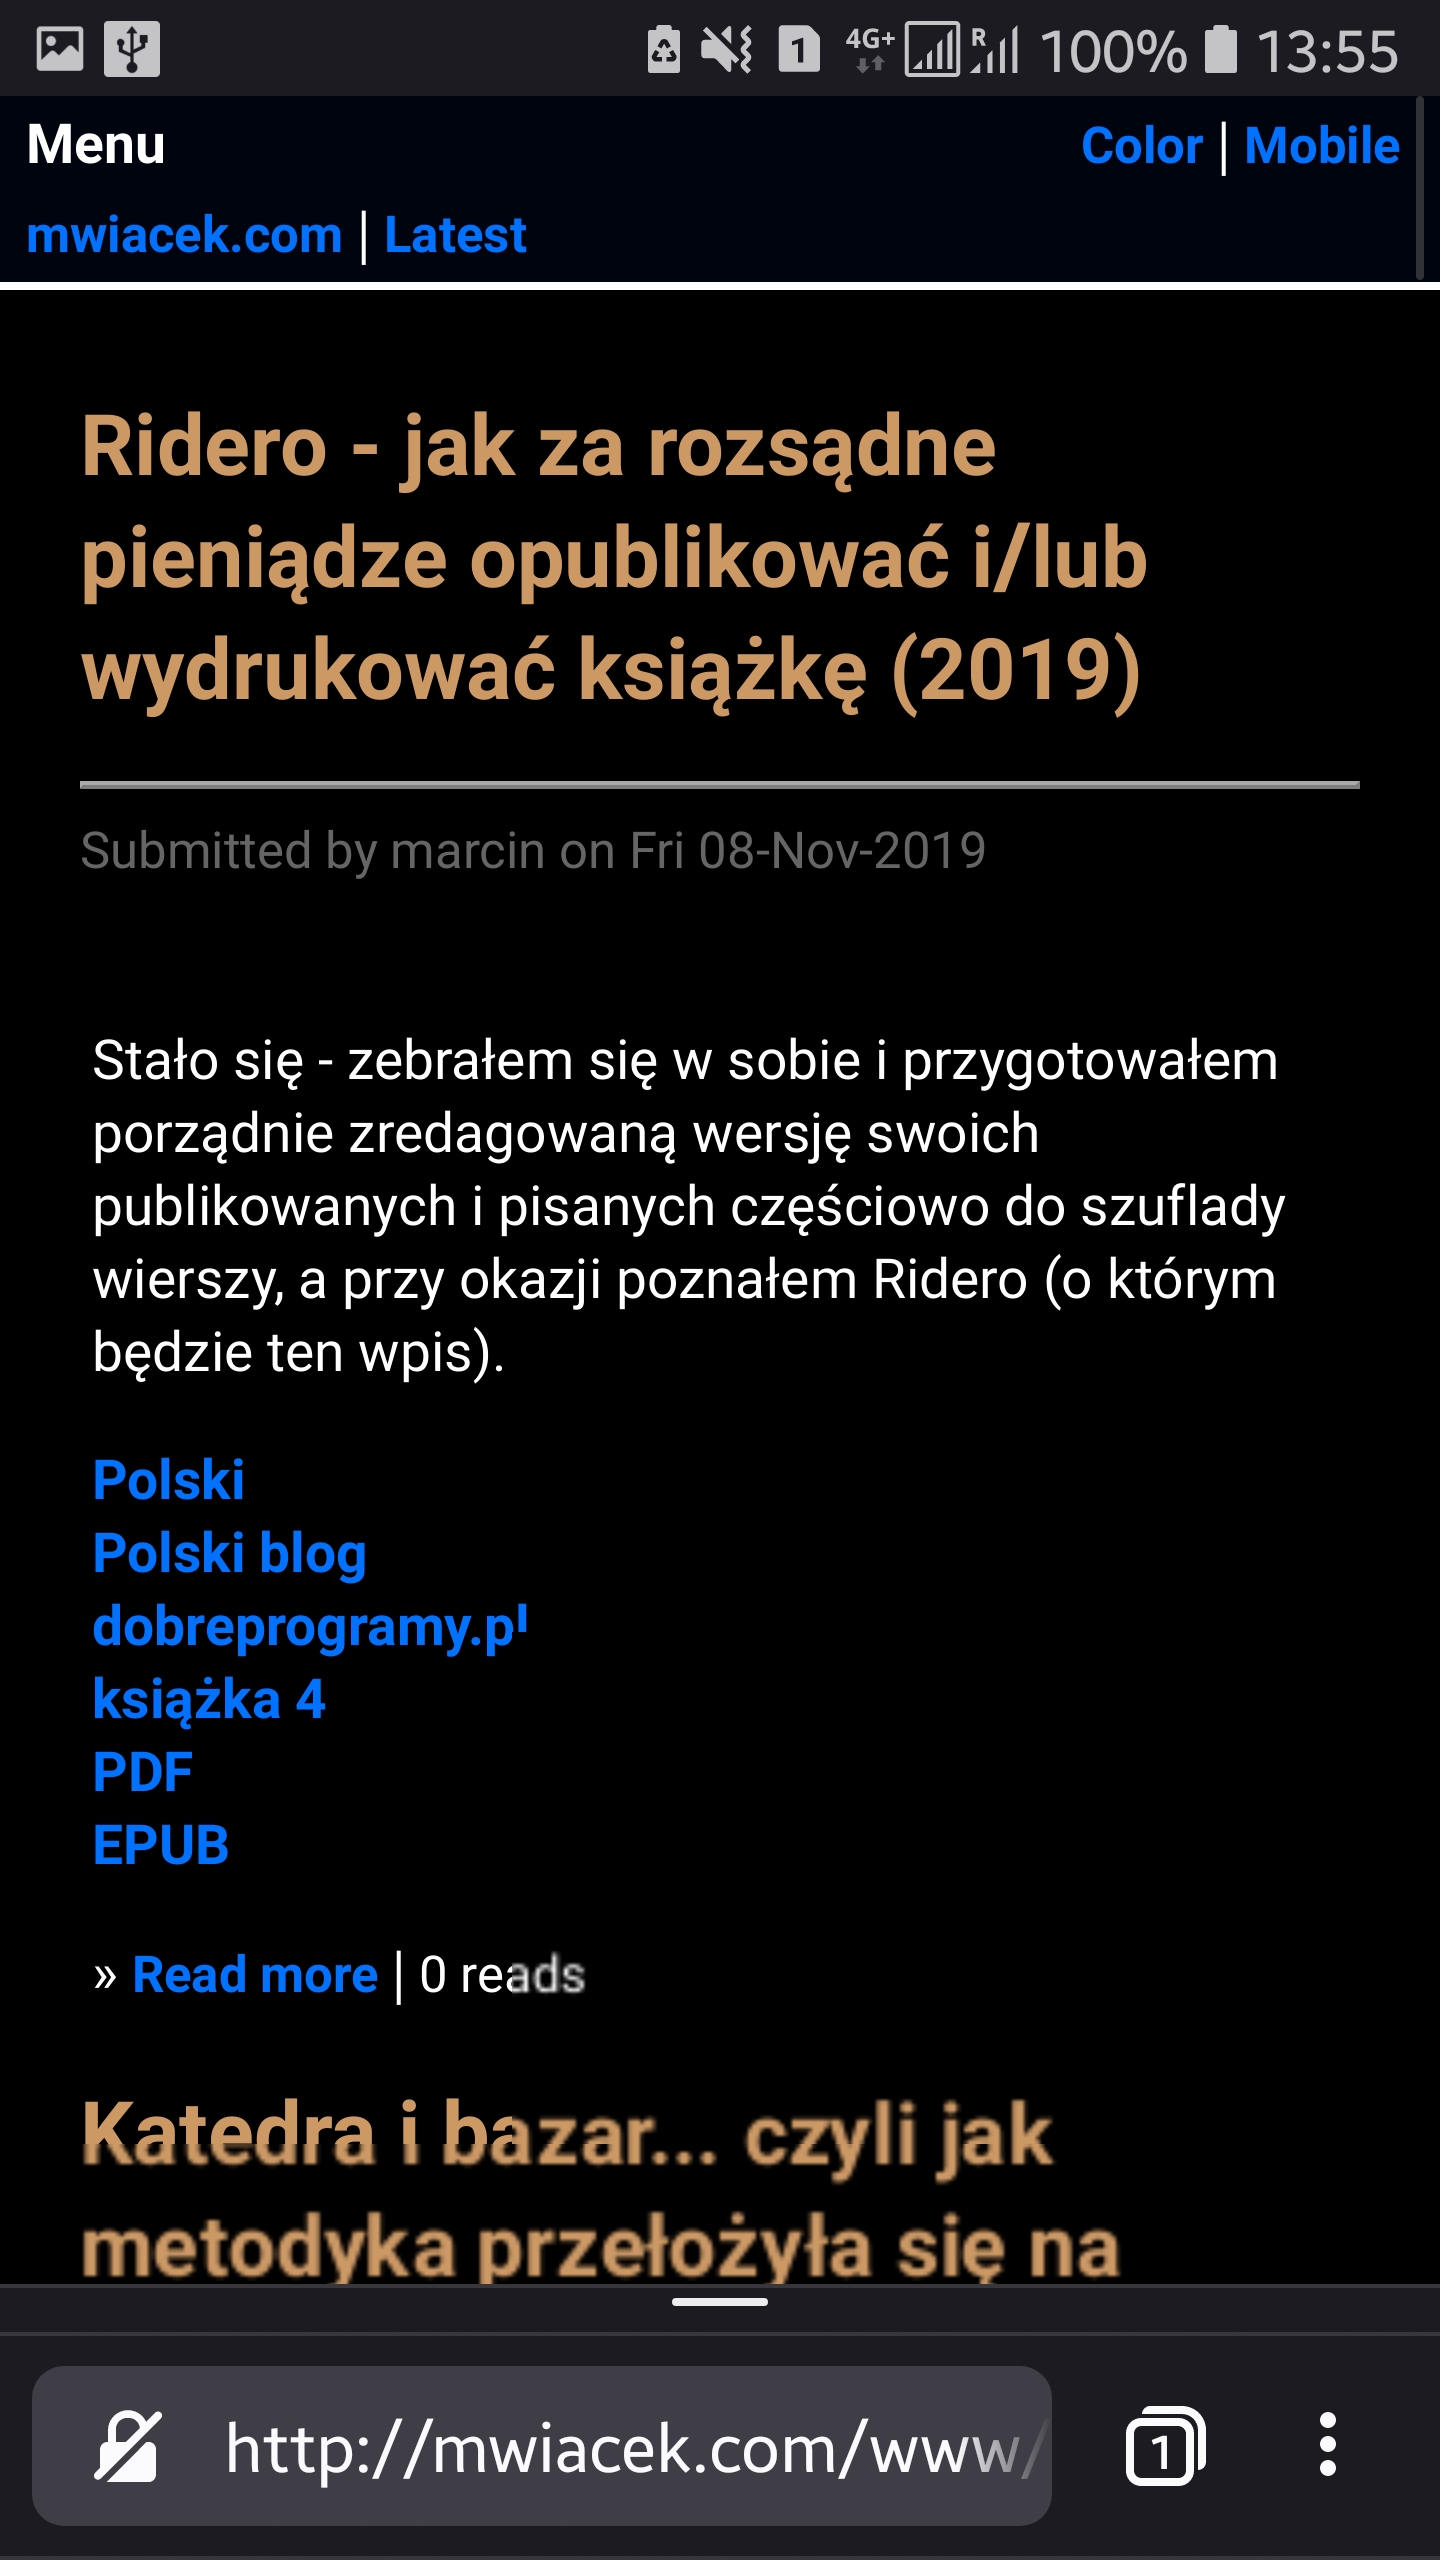 1 4G+ R 100% 13:55
Menu Color | Mobile
mwiacek.com | Latest
Ridero - jak za rozsądne
pieniądze opublikować i/lub
wydrukować książkę (2019)
Submitted by marcin on Fri 08-Nov-2019
Stało się - zebrałem się w sobie i przygotowałem
porządnie zredagowaną wersję swoich
publikowanych i pisanych częściowo do szuflady
wierszy, a przy okazji poznałem Ridero (o którym
będzie ten wpis).
Polski
Polski blog
dobreprogramy.pl
książka 4
PDF
EPUB
» Read more | 0 reads
Katedra i bazar... czyli jak
metodyka przełożyła się na
http://mwiacek.com/www/ 1